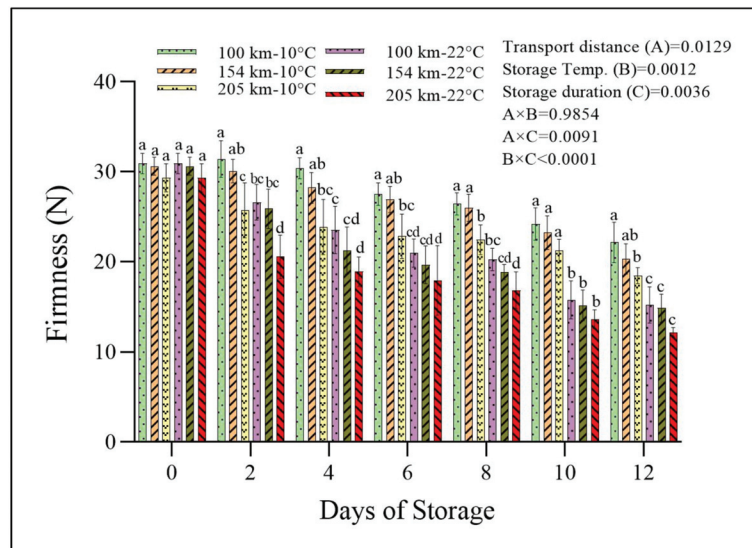 100 km-10°C
100 km-22°C
154 km-10°C
154 km-22°C
205 km-10°C
205 km-22°C
Transport distance (A)=0.0129
Storage Temp. (B)=0.0012
Storage duration (C)=0.0036
A×B=0.9854
A×C=0.0091
B×C<0.0001
Firmness (N)
40
30
20
10
0
a a a a a a
a ab c bc bc d
a ab bc c cd d
a ab bc cd cd d
a a b bc cd d
a a a b b b
a ab b c c c
0 2 4 6 8 10 12
Days of Storage